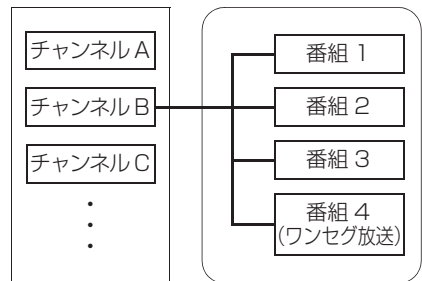 チャンネルA
チャンネルB
チャンネルC
・
・
・
番組 1
番組 2
番組 3
番組 4
(ワンセグ放送)